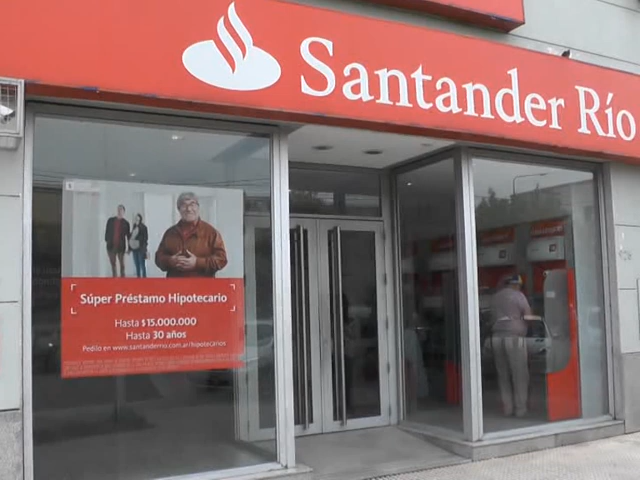 Santander Río
Súper Préstamo Hipotecario
Hasta $15.000.000
Hasta 30 años
Pedilo en www.santanderrio.com.ar/hipotecarios